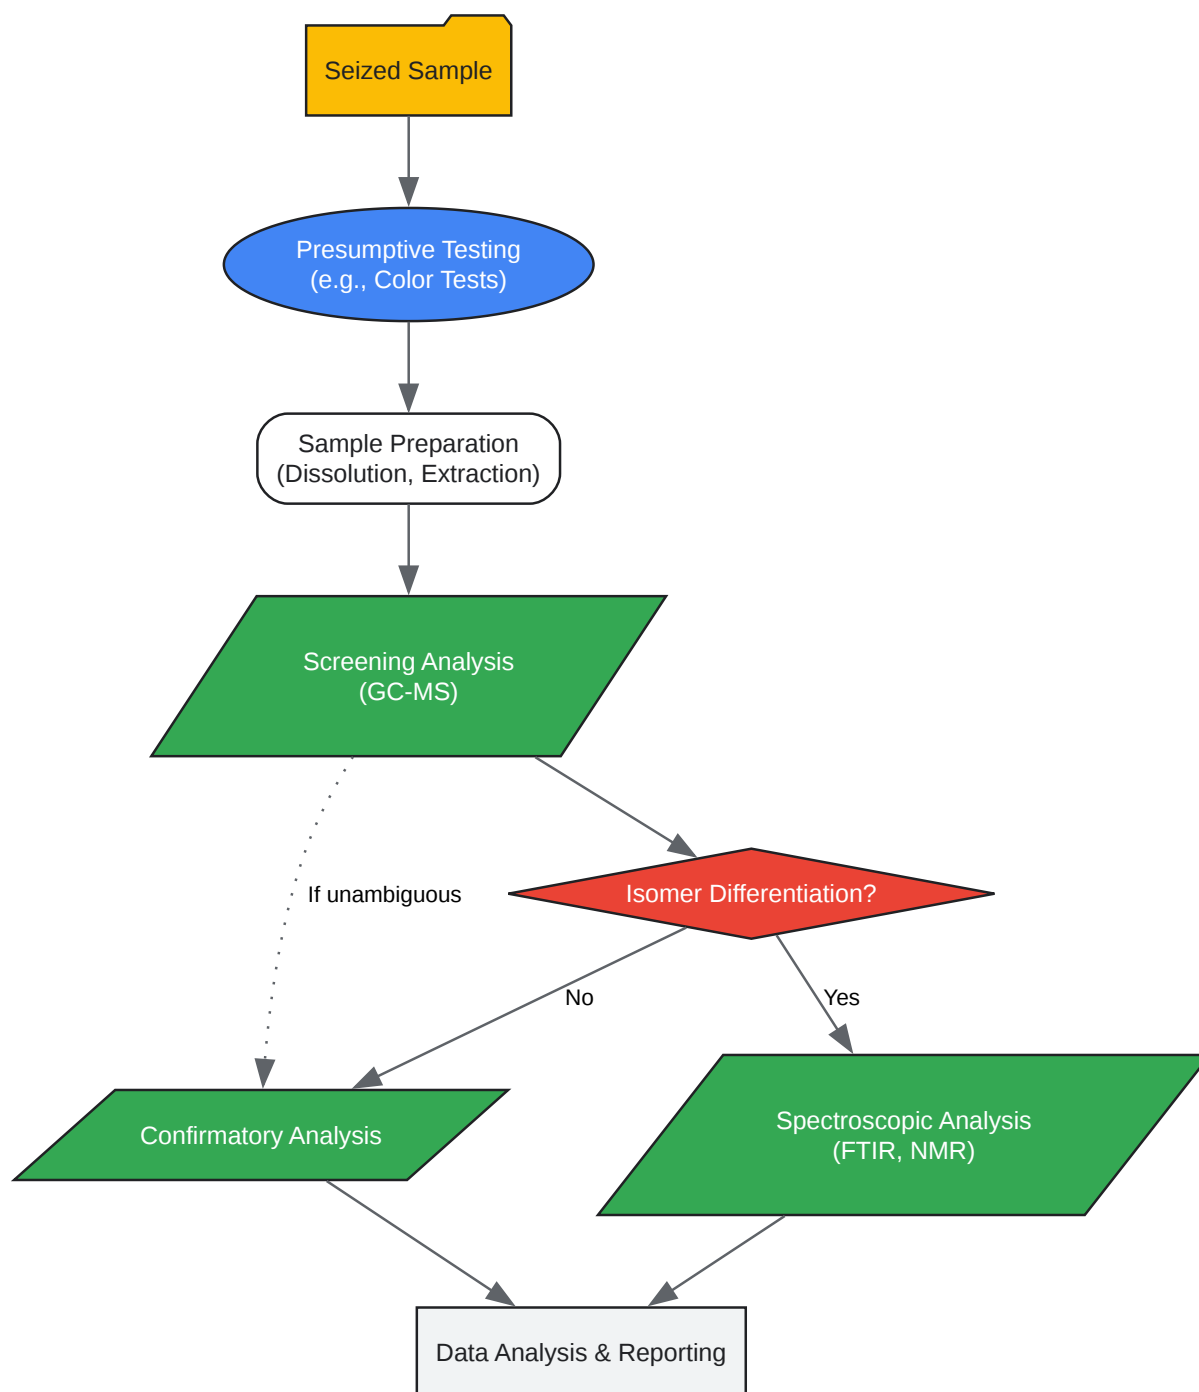 Seized Sample
Presumptive Testing
(e.g., Color Tests)
Sample Preparation
(Dissolution, Extraction)
Screening Analysis
(GC-MS)
If unambiguous
Isomer Differentiation?
No
Yes
Confirmatory Analysis
Spectroscopic Analysis
(FTIR, NMR)
Data Analysis & Reporting